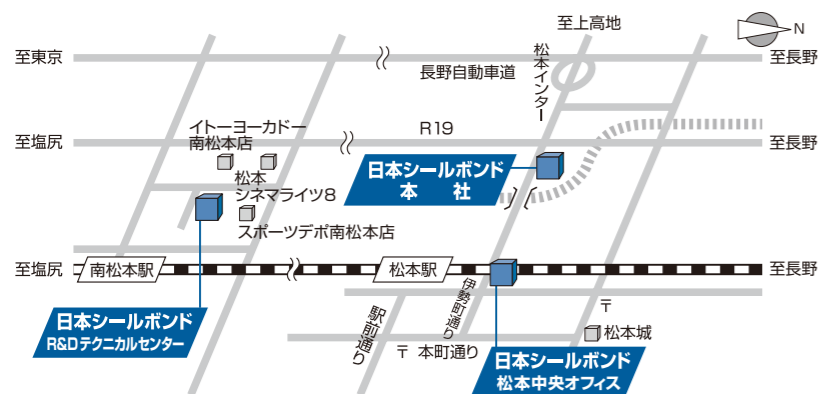 至上高地
N
至東京
長野自動車道
松本インター
至長野
至塩尻
R19
至長野
イトーヨーカドー
南松本店
松本
シネマライツ8
日本シールボンド
本 社
スポーツデポ南松本店
至塩尻
南松本駅
松本駅
至長野
日本シールボンド
R&Dテクニカルセンター
駅前通り
伊勢町通り
〒
〒
本町通り
松本城
日本シールボンド
松本中央オフィス